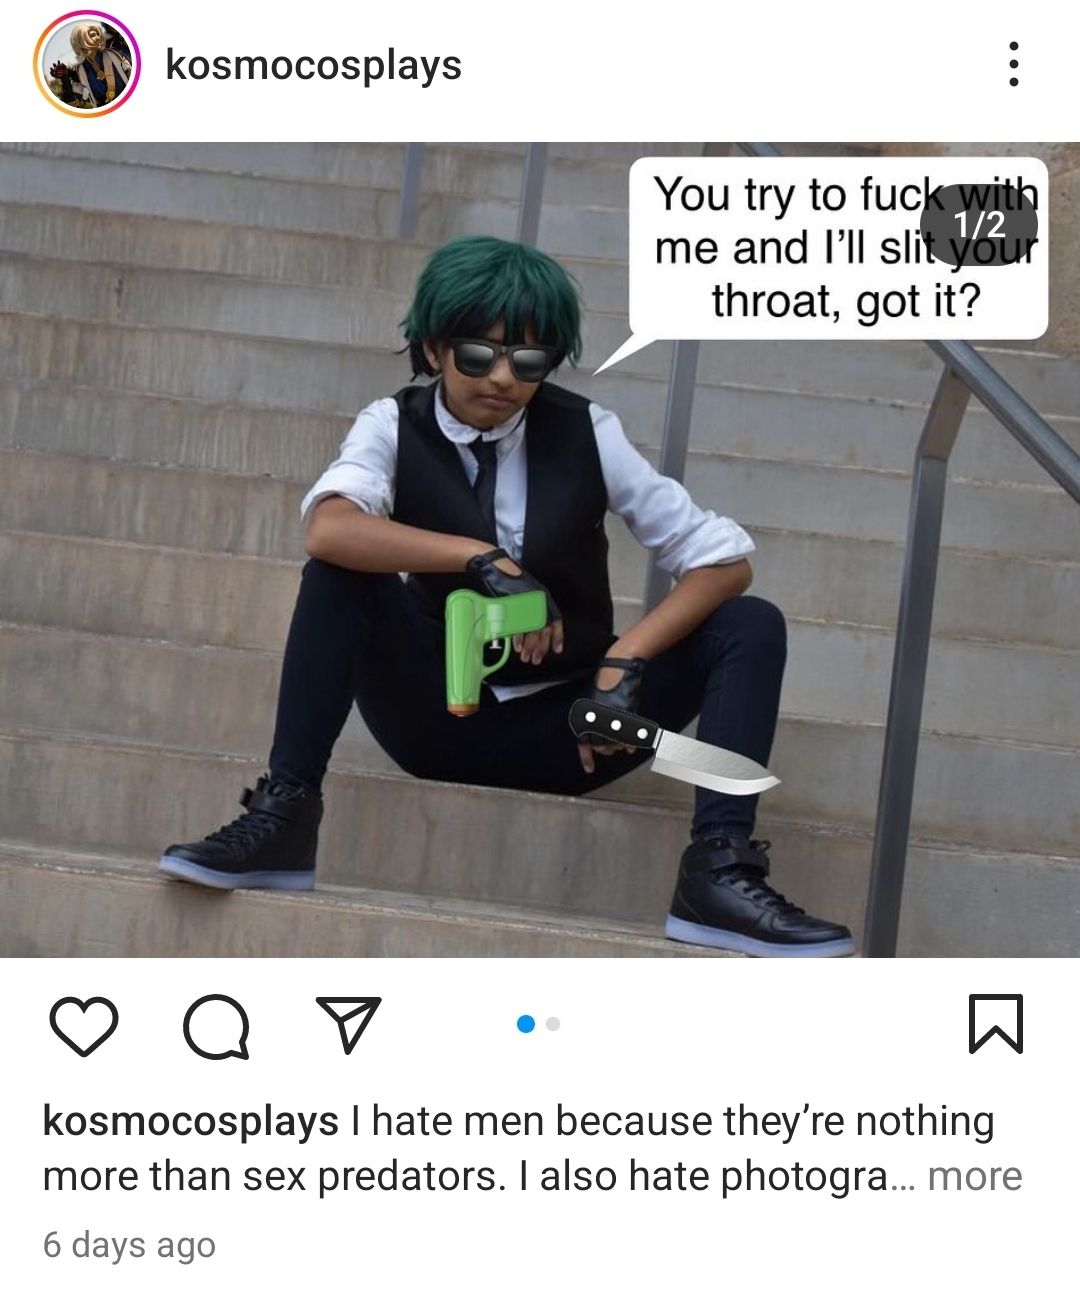 kosmocosplays
You try to fuck with
1/2
me and I'll slit your
throat, got it?
kosmocosplays I hate men because they're nothing
more than sex predators. I also hate photogra... more
6 days ago